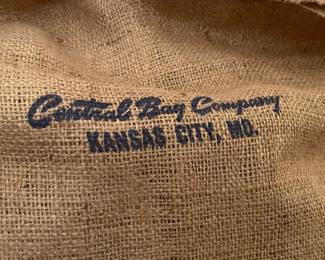 Central Bag Company
KANSAS CITY, MO.